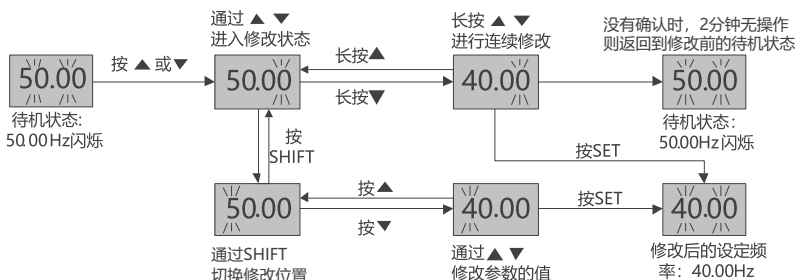 通过 ▲ ▼
进入修改状态
长按 ▲ ▼
进行连续修改
没有确认时，2分钟无操作
则返回到修改前的待机状态
50.00
按 ▲ 或▼
50.00
长按▲
长按▼
40.00
50.00
待机状态:
50.00Hz闪烁
待机状态：
50.00Hz闪烁
按
SHIFT
按SET
50.00
按▲
按▼
40.00
按SET
40.00
通过SHIFT
切换修改位置
通过▲ ▼
修改参数的值
修改后的设定频
率：40.00Hz